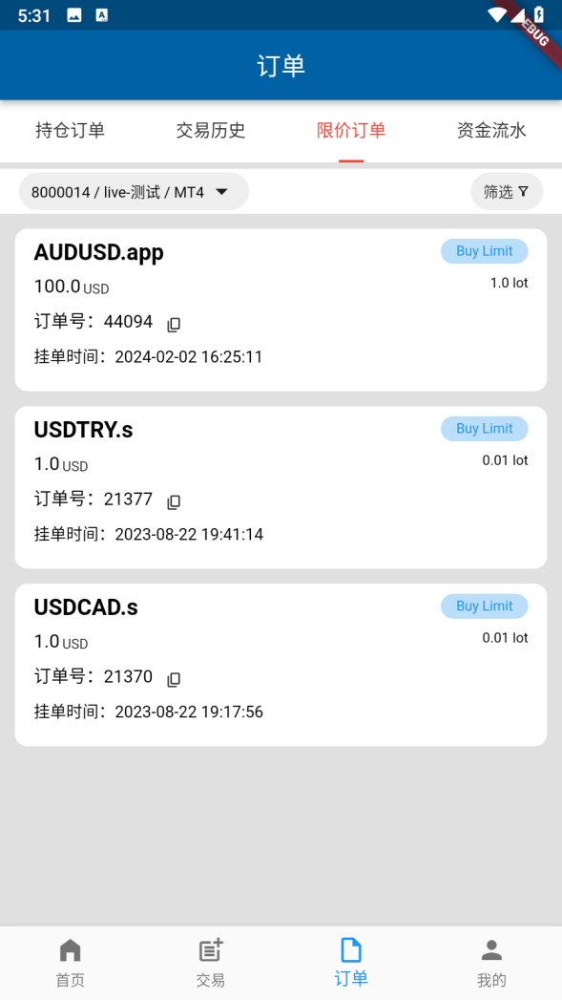 5:31
DEBUG
订单
持仓订单 交易历史 限价订单 资金流水
8000014 / live-测试 / MT4 筛选
AUDUSD.app Buy Limit
100.0 USD 1.0 lot
订单号：44094
挂单时间：2024-02-02 16:25:11
USDTRY.s Buy Limit
1.0 USD 0.01 lot
订单号：21377
挂单时间：2023-08-22 19:41:14
USDCAD.s Buy Limit
1.0 USD 0.01 lot
订单号：21370
挂单时间：2023-08-22 19:17:56
首页 交易 订单 我的